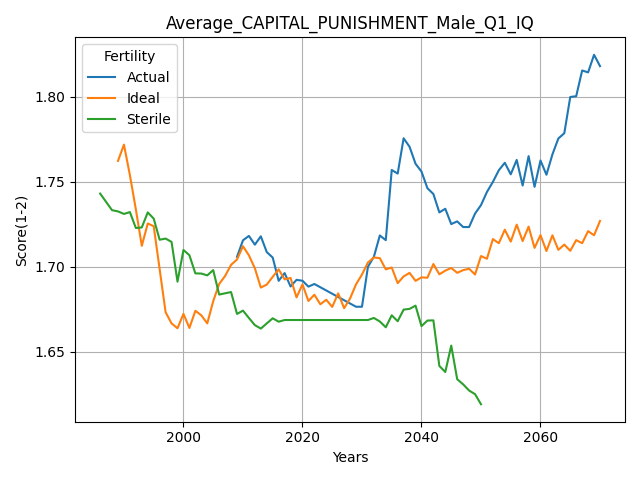 Average_CAPITAL_PUNISHMENT_Male_Q1_IQ
Fertility
Actual
Ideal
Sterile
Score(1-2)
1.80
1.75
1.70
1.65
2000
2020
2040
2060
Years